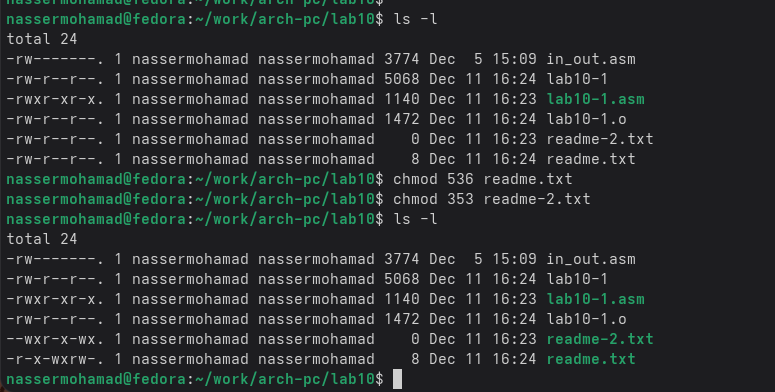 nassermohamad@fedora:~/work/arch-pc/lab10$ ls -l
total 24
-rw-------. 1 nassermohamad nassermohamad 3774 Dec  5 15:09 in_out.asm
-rw-r--r--. 1 nassermohamad nassermohamad 5068 Dec 11 16:24 lab10-1
-rwxr-xr-x. 1 nassermohamad nassermohamad 1140 Dec 11 16:23 lab10-1.asm
-rw-r--r--. 1 nassermohamad nassermohamad 1472 Dec 11 16:24 lab10-1.o
-rw-r--r--. 1 nassermohamad nassermohamad    0 Dec 11 16:23 readme-2.txt
-rw-r--r--. 1 nassermohamad nassermohamad    8 Dec 11 16:24 readme.txt
nassermohamad@fedora:~/work/arch-pc/lab10$ chmod 536 readme.txt
nassermohamad@fedora:~/work/arch-pc/lab10$ chmod 353 readme-2.txt
nassermohamad@fedora:~/work/arch-pc/lab10$ ls -l
total 24
-rw-------. 1 nassermohamad nassermohamad 3774 Dec  5 15:09 in_out.asm
-rw-r--r--. 1 nassermohamad nassermohamad 5068 Dec 11 16:24 lab10-1
-rwxr-xr-x. 1 nassermohamad nassermohamad 1140 Dec 11 16:23 lab10-1.asm
-rw-r--r--. 1 nassermohamad nassermohamad 1472 Dec 11 16:24 lab10-1.o
--wxr-x-wx. 1 nassermohamad nassermohamad    0 Dec 11 16:23 readme-2.txt
-r-x-wxrw-. 1 nassermohamad nassermohamad    8 Dec 11 16:24 readme.txt
nassermohamad@fedora:~/work/arch-pc/lab10$